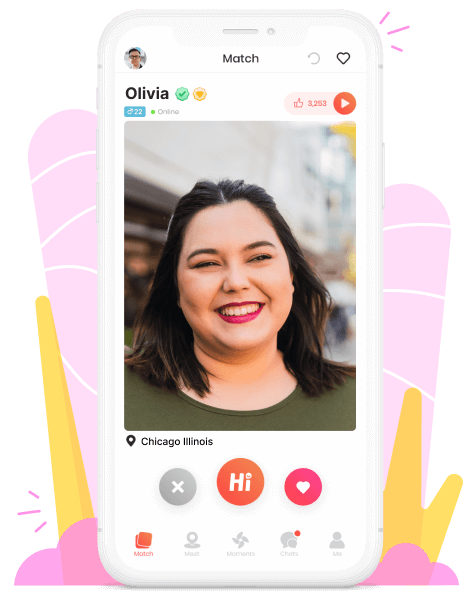 Match
Olivia
3,253
22
Online
Chicago Illinois
Hi
Match
Meet
Moments
Chats
Me